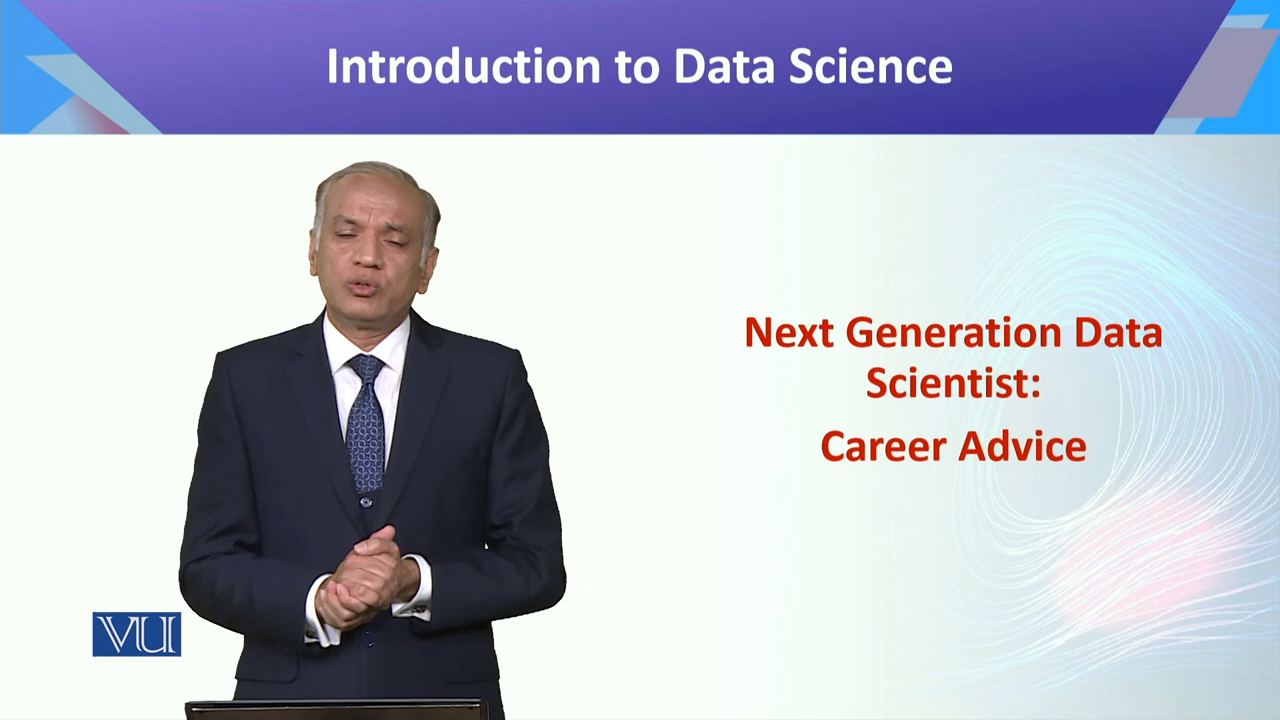 Introduction to Data Science
Next Generation Data
Scientist:
Career Advice
VU